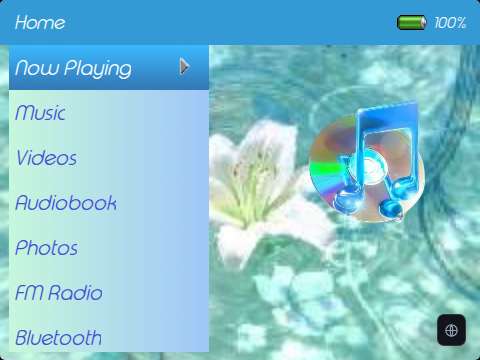 Home
100%
Now Playing
Music
Videos
Audiobook
Photos
FM Radio
Bluetooth